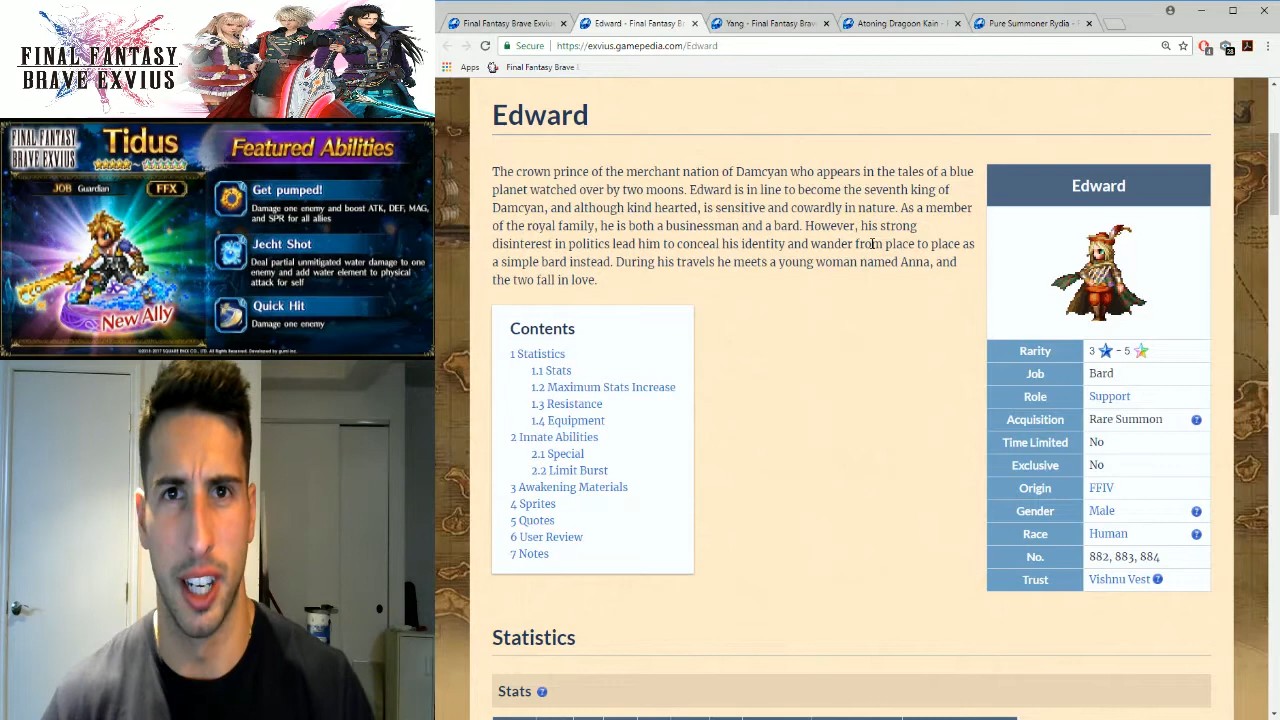 FINAL FANTASY
BRAVE EXVIUS
FINAL FANTASY
BRAVE EXVIUS
Tidus
JOB Guardian
FFX
New Ally
Featured Abilities
Get pumped!
Damage one enemy and boost ATK, DEF, MAG,
and SPR for all allies
Jecht Shot
Deal partial unmitigated water damage to one
enemy and add water element to physical
attack for self
Quick Hit
Damage one enemy
Final Fantasy Brave Exvi
Edward - Final Fantasy B
Yang - Final Fantasy Brav
Atoning Dragoon Kain -
Pure Summoner Rydia - F
Secure
https://exvius.gamepedia.com/Edward
Apps
Final Fantasy Brave
Edward
The crown prince of the merchant nation of Damcyan who appears in the tales of a blue
planet watched over by two moons. Edward is in line to become the seventh king of
Damcyan, and although kind hearted, is sensitive and cowardly in nature. As a member
of the royal family, he is both a businessman and a bard. However, his strong
disinterest in politics lead him to conceal his identity and wander from place to place as
a simple bard instead. During his travels he meets a young woman named Anna, and
the two fall in love.
Contents
1 Statistics
1.1 Stats
1.2 Maximum Stats Increase
1.3 Resistance
1.4 Equipment
2 Innate Abilities
2.1 Special
2.2 Limit Burst
3 Awakening Materials
4 Sprites
5 Quotes
6 User Review
7 Notes
Edward
Rarity 3 - 5
Job Bard
Role Support
Acquisition Rare Summon
Time Limited No
Exclusive No
Origin FFIV
Gender Male
Race Human
No. 882, 883, 884
Trust Vishnu Vest
Statistics
Stats